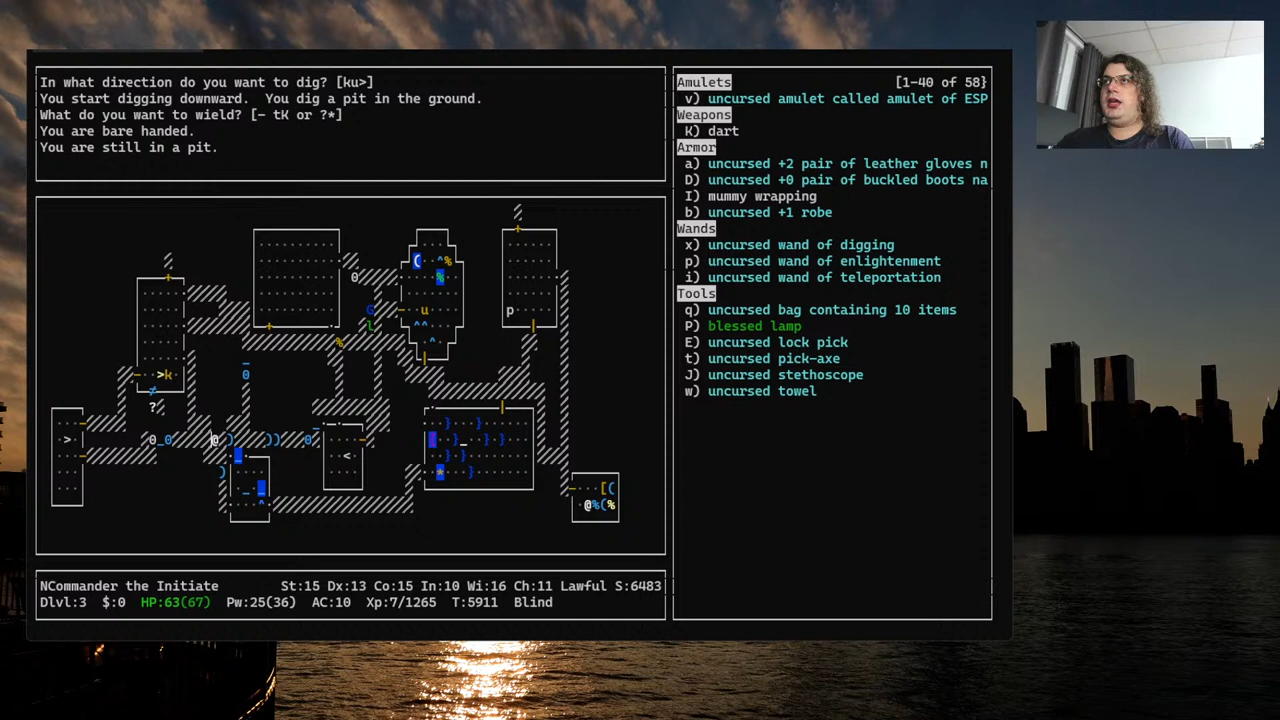 In what direction do you want to dig? [ku>]
You start digging downward.  You dig a pit in the ground.
What do you want to wield? [- tK or ?*]
You are bare handed.
You are still in a pit.
Amulets [1-40 of 58}
v) uncursed amulet called amulet of ESP
Weapons
K) dart
Armor
a) uncursed +2 pair of leather gloves n
D) uncursed +0 pair of buckled boots na
I) mummy wrapping
b) uncursed +1 robe
Wands
x) uncursed wand of digging
p) uncursed wand of enlightenment
i) uncursed wand of teleportation
Tools
q) uncursed bag containing 10 items
P) blessed lamp
E) uncursed lock pick
t) uncursed pick-axe
J) uncursed stethoscope
w) uncursed towel
NCommander the Initiate St:15 Dx:13 Co:15 In:10 Wi:16 Ch:11 Lawful S:6483
Dlvl:3 $:0 HP:63(67) Pw:25(36) AC:10 Xp:7/1265 T:5911 Blind